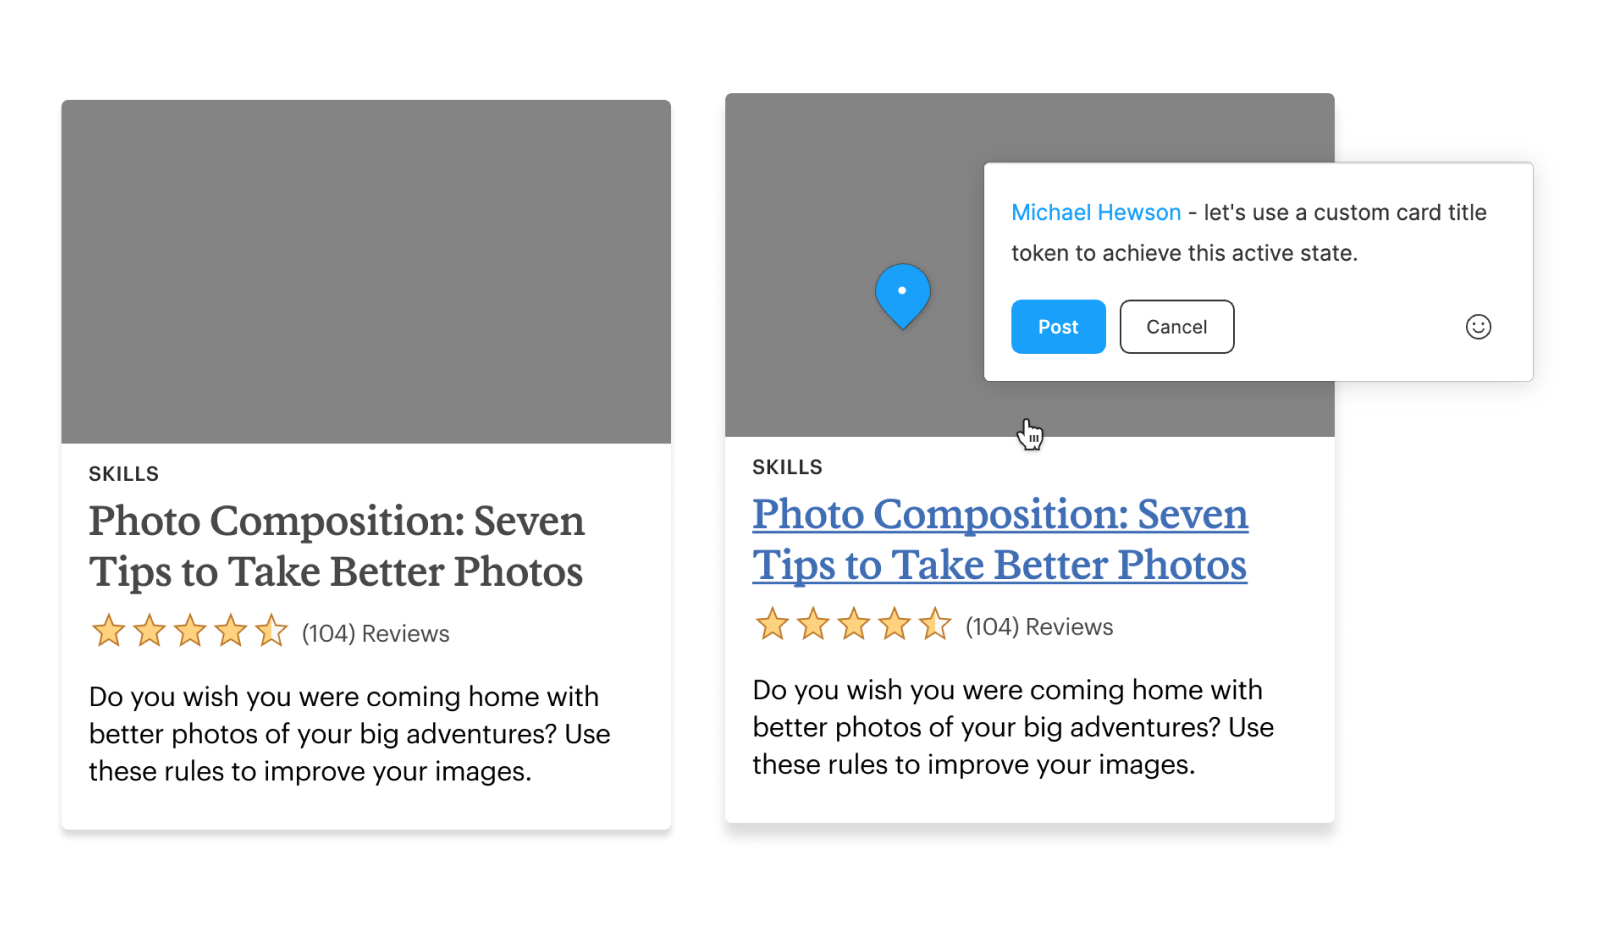 SKILLS
Photo Composition: Seven
Tips to Take Better Photos
(104) Reviews
Do you wish you were coming home with
better photos of your big adventures? Use
these rules to improve your images.
Michael Hewson - let's use a custom card title
token to achieve this active state.
Post
Cancel
SKILLS
Photo Composition: Seven
Tips to Take Better Photos
(104) Reviews
Do you wish you were coming home with
better photos of your big adventures? Use
these rules to improve your images.